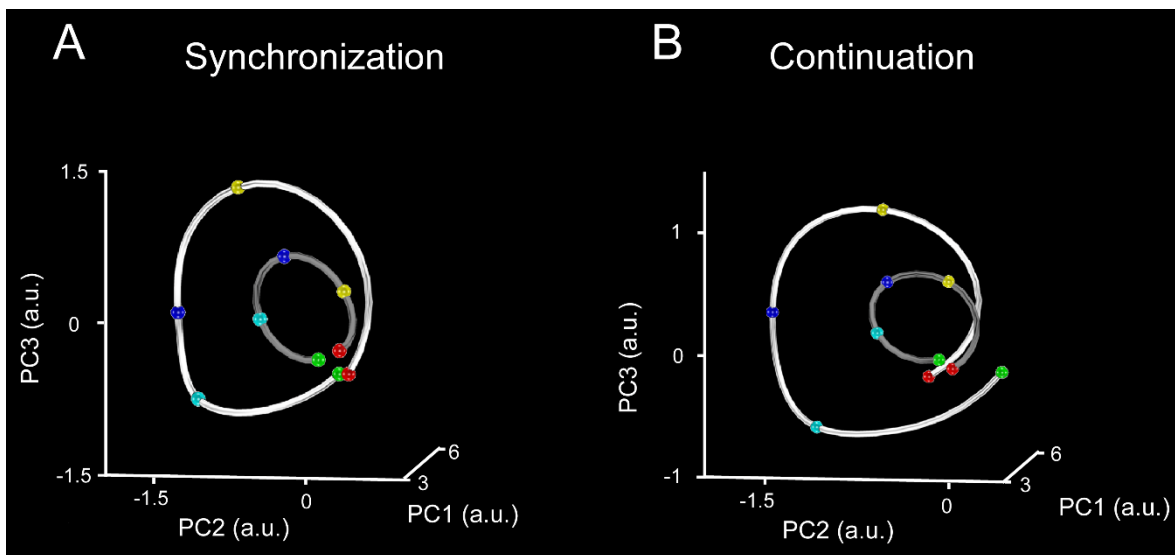 A
Synchronization
1.5
0
-1.5
PC3 (a.u.)
-1.5
0
3
6
PC2 (a.u.)
PC1 (a.u.)
B
Continuation
1
0
-1
PC3 (a.u.)
-1.5
0
3
6
PC2 (a.u.)
PC1 (a.u.)